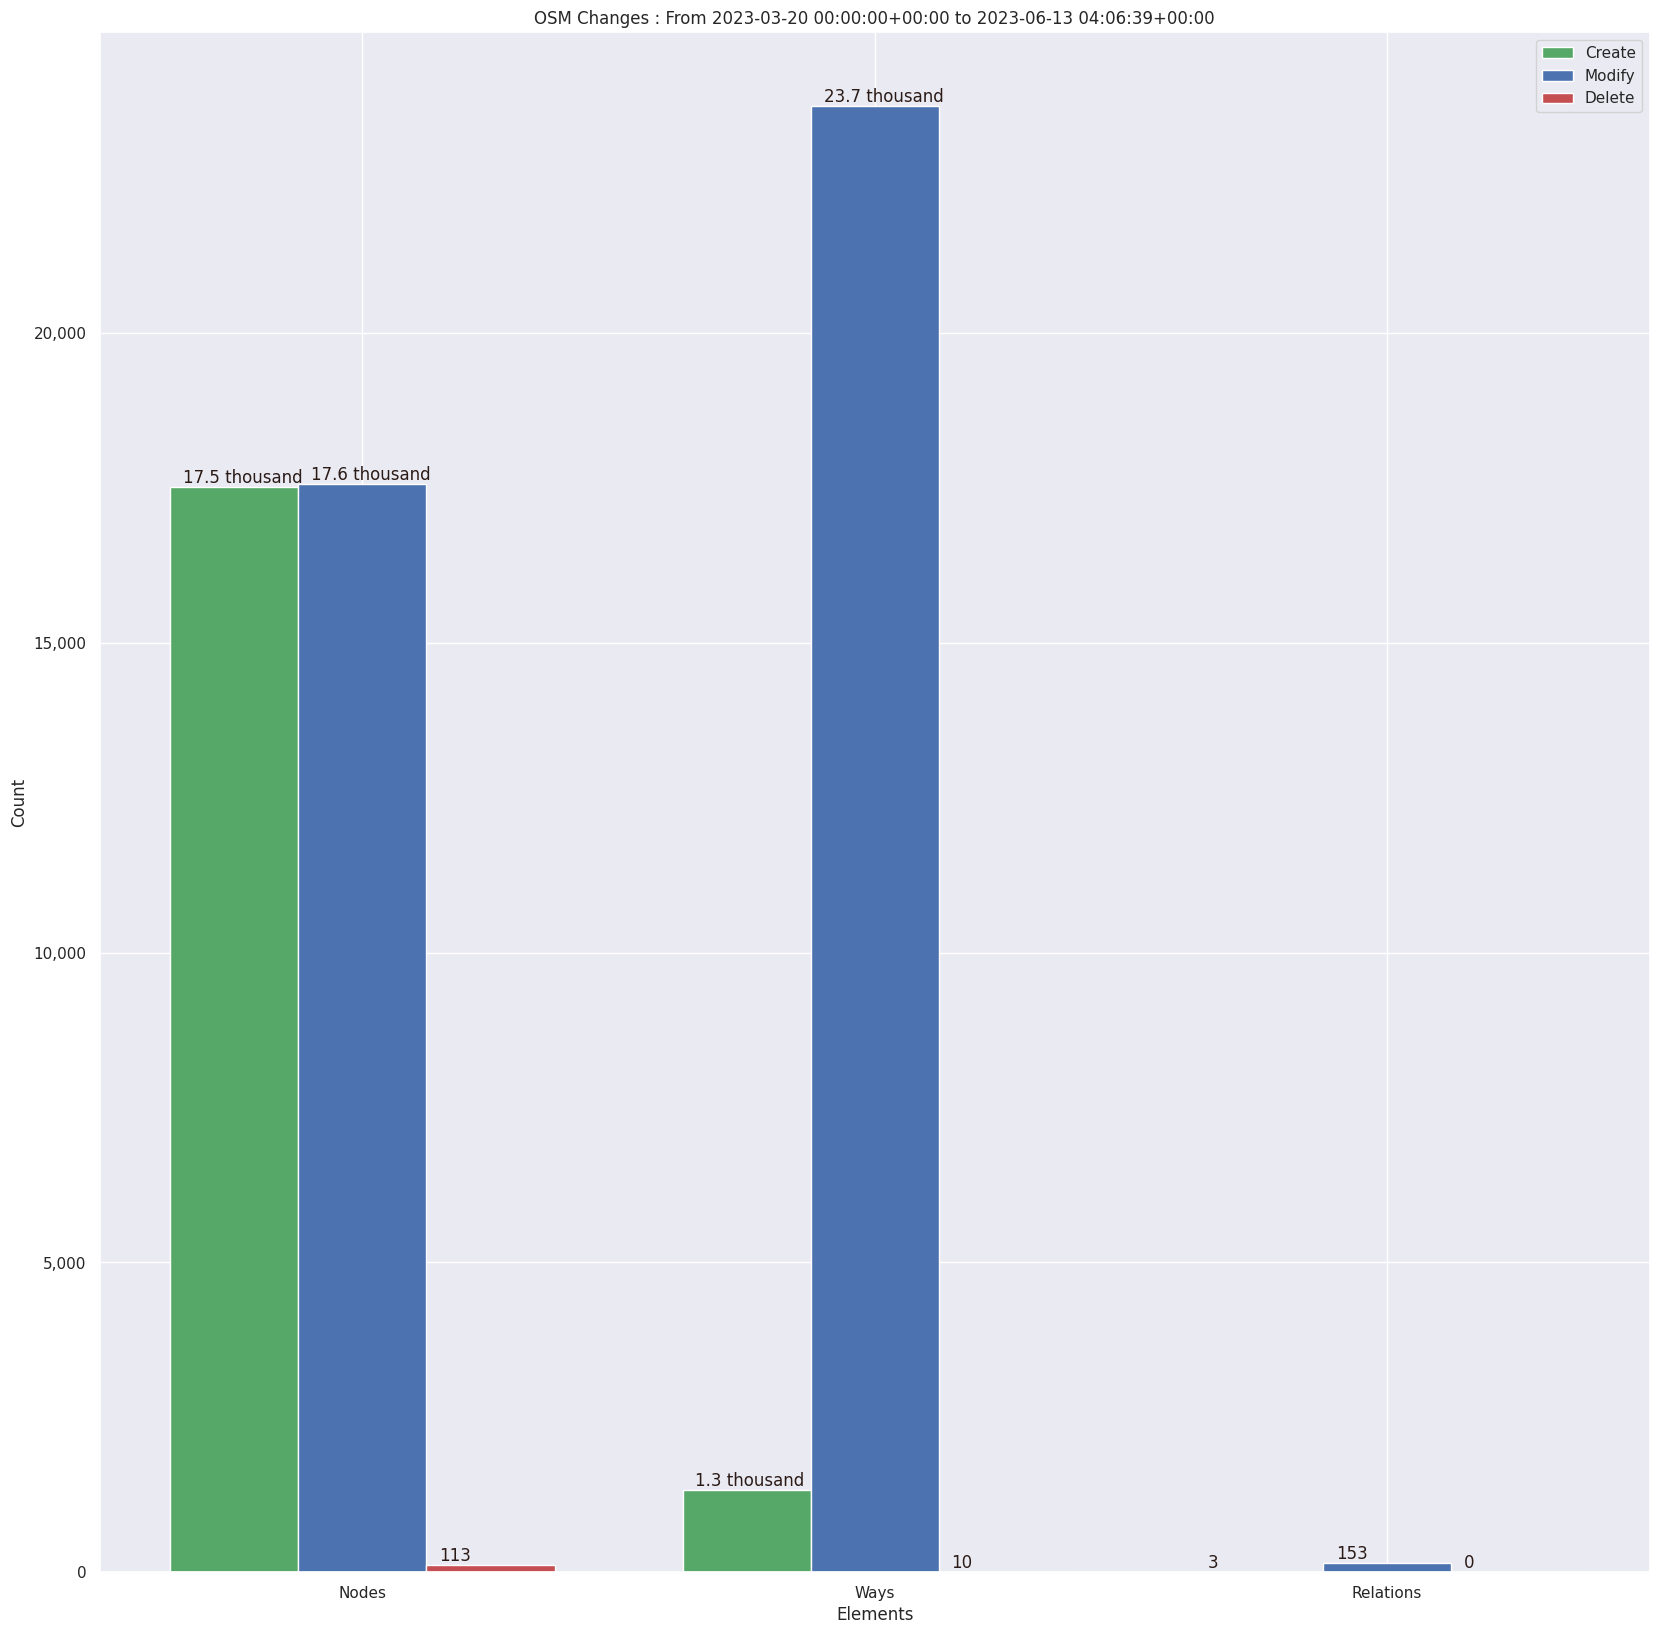 OSM Changes : From 2023-03-20 00:00:00+00:00 to 2023-06-13 04:06:39+00:00
Create
Modify
Delete
23.7 thousand
20,000
17.5 thousand
17.6 thousand
15,000
Count
10,000
5,000
1.3 thousand
113
10
3
153
0
0
Nodes
Ways
Relations
Elements